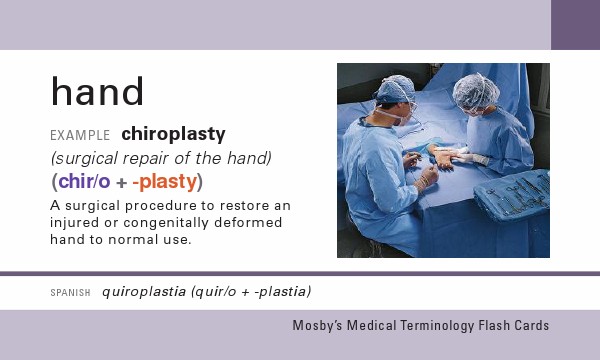 hand
EXAMPLE chiroplasty
(surgical repair of the hand)
(chir/o + -plasty)
A surgical procedure to restore an
injured or congenitally deformed
hand to normal use.
SPANISH quiroplastia (quir/o + -plastia)
Mosby's Medical Terminology Flash Cards